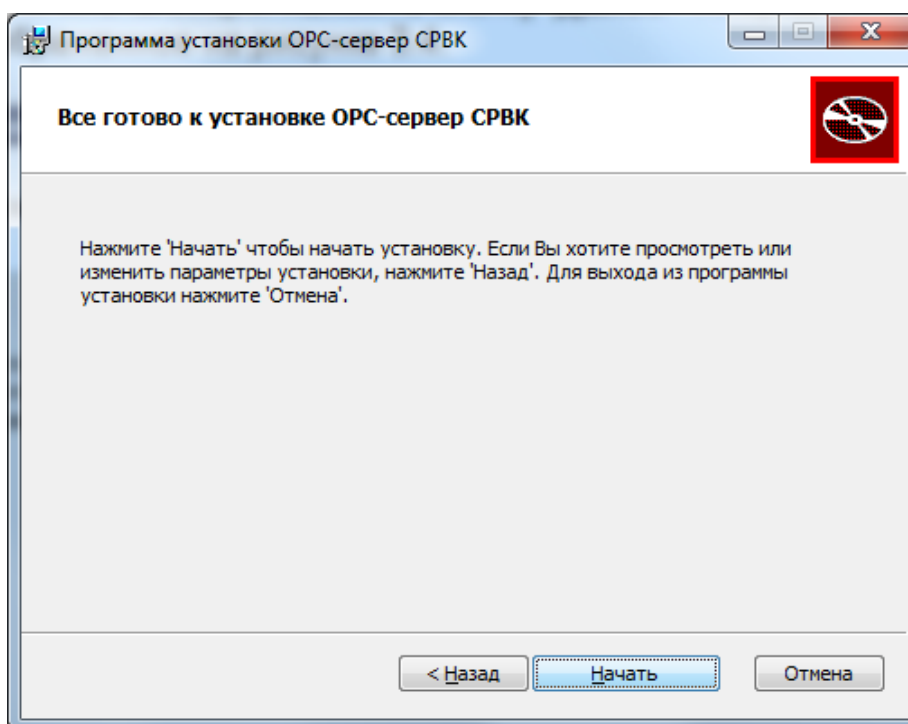 Программа установки OPC-сервер СРВК
Все готово к установке OPC-сервер СРВК
Нажмите 'Начать' чтобы начать установку. Если Вы хотите просмотреть или
изменить параметры установки, нажмите 'Назад'. Для выхода из программы
установки нажмите 'Отмена'.
< Назад
Начать
Отмена